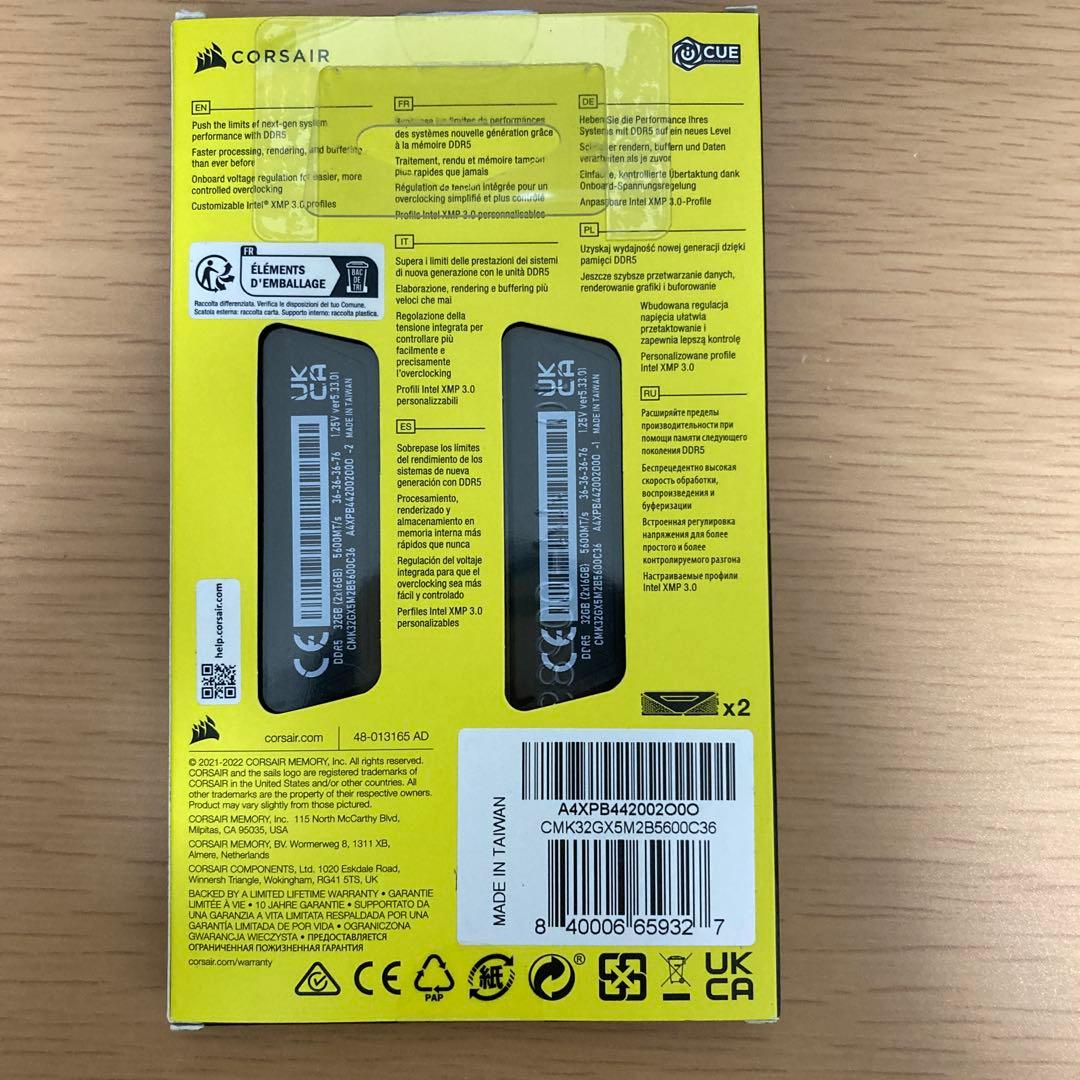 CORSAIR
iCUE
EN
Push the limits of next-gen system
performance with DDR5
Faster processing, rendering, and buffering
than ever before
Onboard voltage regulation for easier, more
controlled overclocking
Customizable Intel® XMP 3.0 profiles
FR
Repoussez les limites de performances
des systèmes nouvelle génération grâce
à la mémoire DDR5
Traitement, rendu et mémoire tampon
plus rapides que jamais
Régulation de tension intégrée pour un
overclocking simplifié et plus contrôlé
Profils Intel XMP 3.0 personnalisables
DE
Heben Sie die Performance Ihres
Systems mit DDR5 auf ein neues Level
Schneller rendern, buffern und Daten
verarbeiten als je zuvor
Einfache, kontrollierte Übertaktung dank
Onboard-Spannungsregelung
Anpassbare Intel XMP 3.0-Profile
FR
ÉLÉMENTS
D'EMBALLAGE
BAC
DE
TRI
Raccolta differenziata. Verifica le disposizioni del tuo Comune.
Scatola esterna: raccolta carta. Supporto interno: raccolta plastica.
IT
Supera i limiti delle prestazioni dei sistemi
di nuova generazione con le unità DDR5
Elaborazione, rendering e buffering più
veloci che mai
Regolazione della
tensione integrata per
controllare più
facilmente e
precisamente
l'overclocking
Profili Intel XMP 3.0
personalizzabili
PL
Uzyskaj wydajność nowej generacji dzięki
pamięci DDR5
Jeszcze szybsze przetwarzanie danych,
renderowanie grafiki i buforowanie
Wbudowana regulacja
napięcia ułatwia
przetaktowanie i
zapewnia lepszą kontrolę
Personalizowane profile
Intel XMP 3.0
ES
Sobrepase los límites
del rendimiento de los
sistemas de nueva
generación con DDR5
Procesamiento,
renderizado y
almacenamiento en
memoria interna más
rápidos que nunca
Regulación del voltaje
integrada para que el
overclocking sea más
fácil y controlado
Perfiles Intel XMP 3.0
personalizables
RU
Расширяйте пределы
производительности при
помощи памяти следующего
поколения DDR5
Беспрецедентно высокая
скорость обработки,
воспроизведения и
буферизации
Встроенная регулировка
напряжения для более
простого и более
контролируемого разгона
Настраиваемые профили
Intel XMP 3.0
CE UK CA
DDR5 32GB (2x16GB) 5600MT/s 36-36-36-76 1.25V ver5.33.01
CMK32GX5M2B5600C36 A4XPB442002000 -2 MADE IN TAIWAN
CE UK CA
DDR5 32GB (2x16GB) 5600MT/s 36-36-36-76 1.25V ver5.33.01
CMK32GX5M2B5600C36 A4XPB442002000 -1 MADE IN TAIWAN
help.corsair.com
x2
corsair.com 48-013165 AD
© 2021-2022 CORSAIR MEMORY, Inc. All rights reserved.
CORSAIR and the sails logo are registered trademarks of
CORSAIR in the United States and/or other countries. All
other trademarks are the property of their respective owners.
Product may vary slightly from those pictured.
CORSAIR MEMORY, Inc. 115 North McCarthy Blvd,
Milpitas, CA 95035, USA
CORSAIR MEMORY, BV. Wormerweg 8, 1311 XB,
Almere, Netherlands
CORSAIR COMPONENTS, Ltd. 1020 Eskdale Road,
Winnersh Triangle, Wokingham, RG41 5TS, UK
BACKED BY A LIMITED LIFETIME WARRANTY • GARANTIE
LIMITÉE À VIE • 10 JAHRE GARANTIE • SUPPORTATO DA
UNA GARANZIA A VITA LIMITATA RESPALDADA POR UNA
GARANTÍA LIMITADA DE POR VIDA • OGRANICZONA
GWARANCJA WIECZYSTA • ПРЕДОСТАВЛЯЕТСЯ
ОГРАНИЧЕННАЯ ПОЖИЗНЕННАЯ ГАРАНТИЯ
corsair.com/warranty
MADE IN TAIWAN
A4XPB442002000
CMK32GX5M2B5600C36
8 40006 65932 7
CE
PAP
紙
®
UK
CA